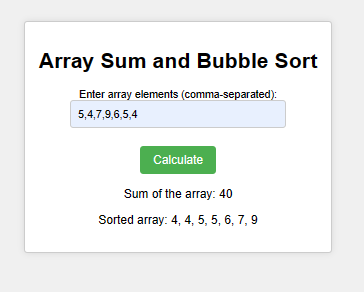 Array Sum and Bubble Sort
Enter array elements (comma-separated):
5,4,7,9,6,5,4
Calculate
Sum of the array: 40
Sorted array: 4, 4, 5, 5, 6, 7, 9